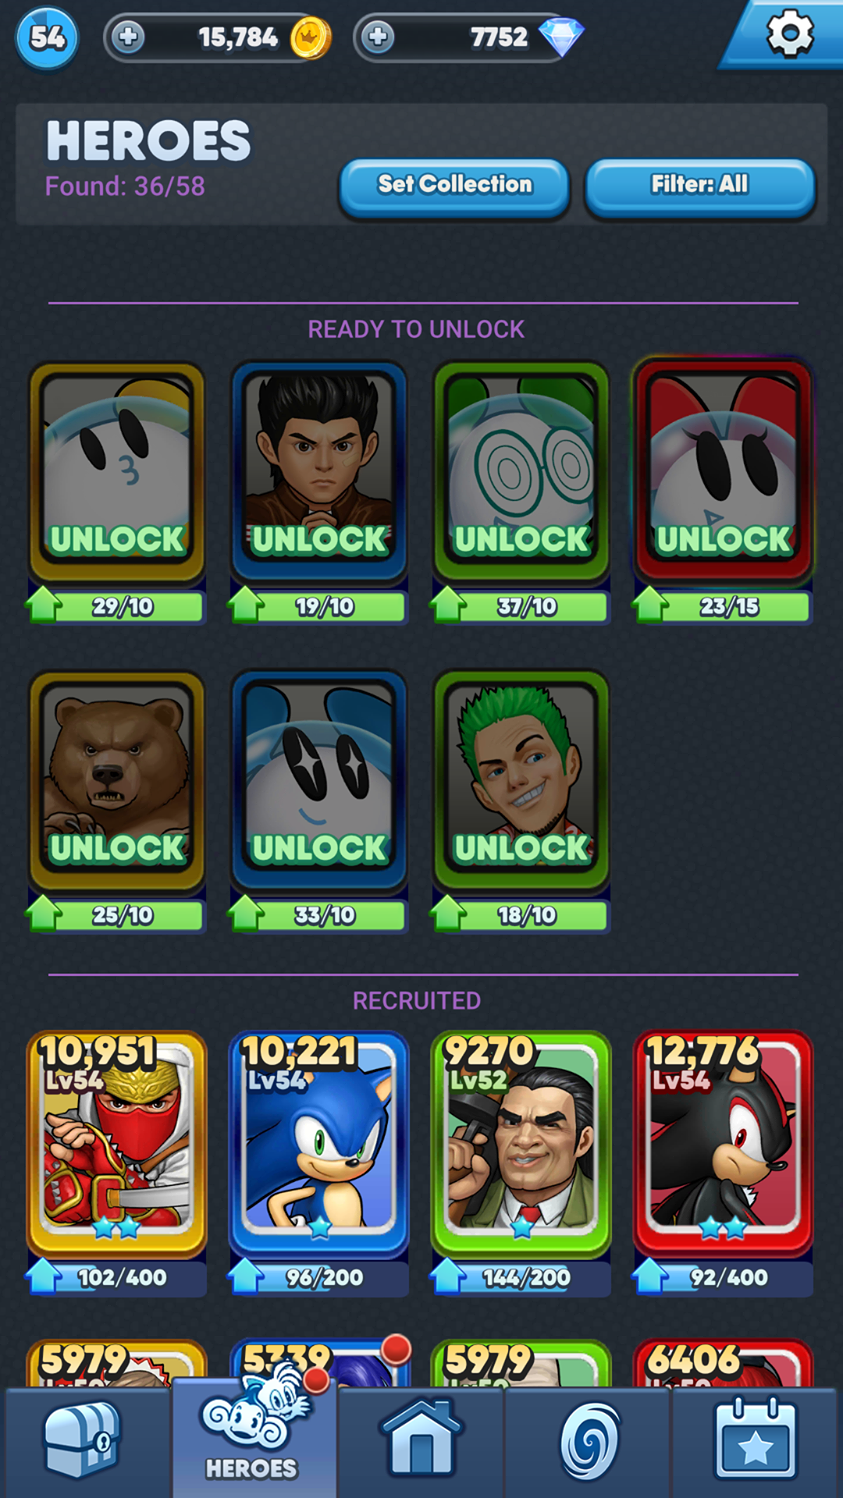 54
15,784
7752
HEROES
Found: 36/58
Set Collection
Filter: All
READY TO UNLOCK
UNLOCK
UNLOCK
UNLOCK
UNLOCK
29/10
19/10
37/10
23/15
UNLOCK
UNLOCK
UNLOCK
25/10
33/10
18/10
RECRUITED
10,951
Lv54
10,221
Lv54
9270
Lv52
12,776
Lv54
102/400
96/200
144/200
92/400
5979
5339
5979
6406
HEROES